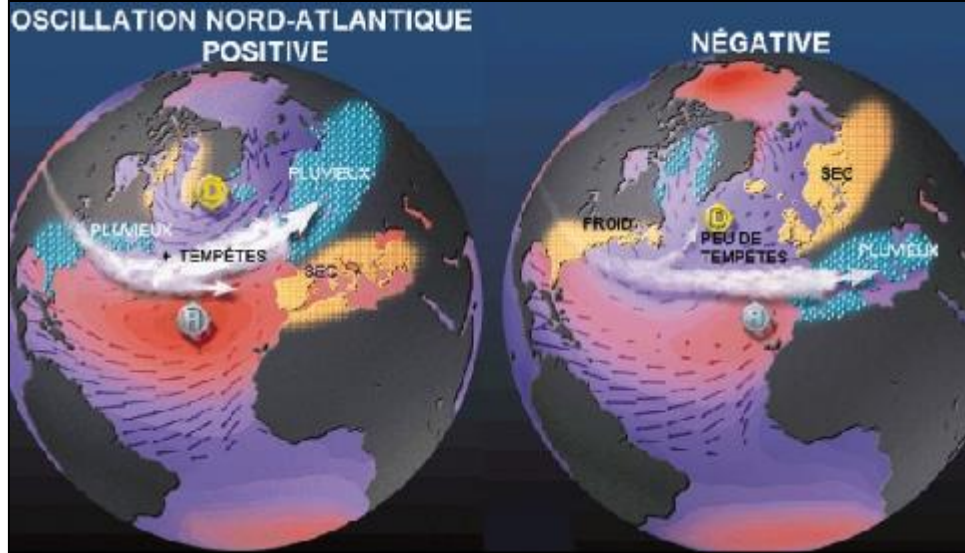 OSCILLATION NORD-ATLANTIQUE
POSITIVE
PLUVIEUX
D
PLUVIEUX
+ TEMPÊTES
SEC
A
NÉGATIVE
SEC
FROID
D
PEU DE
TEMPÊTES
PLUVIEUX
A